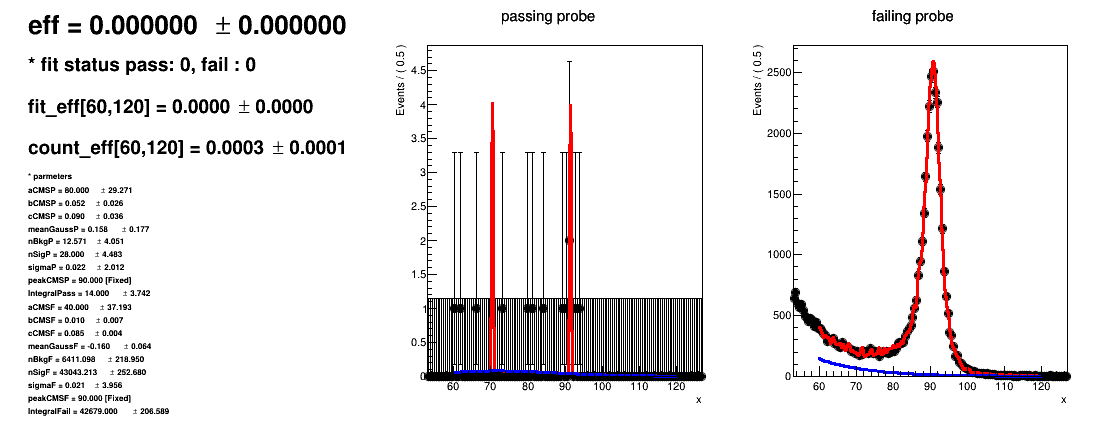 eff = 0.000000 ± 0.000000
* fit status pass: 0, fail : 0
fit_eff[60,120] = 0.0000 ± 0.0000
count_eff[60,120] = 0.0003 ± 0.0001
* parmeters
aCMSP = 80.000 ± 29.271
bCMSP = 0.052 ± 0.026
cCMSP = 0.090 ± 0.036
meanGaussP = 0.158 ± 0.177
nBkgP = 12.571 ± 4.051
nSigP = 28.000 ± 4.483
sigmaP = 0.022 ± 2.012
peakCMSP = 90.000 [Fixed]
IntegralPass = 14.000 ± 3.742
aCMSF = 40.000 ± 37.193
bCMSF = 0.010 ± 0.007
cCMSF = 0.085 ± 0.004
meanGaussF = -0.160 ± 0.064
nBkgF = 6411.098 ± 218.950
nSigF = 43043.213 ± 252.680
sigmaF = 0.021 ± 3.956
peakCMSF = 90.000 [Fixed]
IntegralFail = 42679.000 ± 206.589
passing probe
Events / ( 0.5 )
4.5
4
3.5
3
2.5
2
1.5
1
0.5
0
60 70 80 90 100 110 120
x
failing probe
Events / ( 0.5 )
2500
2000
1500
1000
500
0
60 70 80 90 100 110 120
x